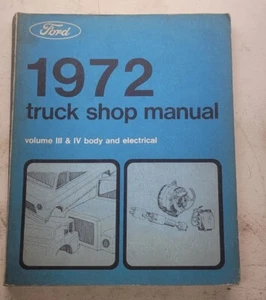 Ford
1972
truck shop manual
volume III & IV body and electrical